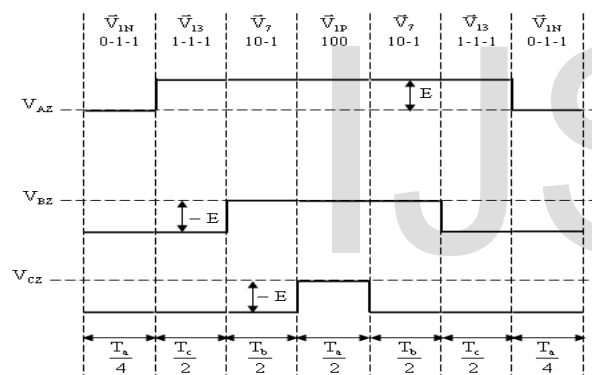 V⃗1N V⃗13 V⃗7 V⃗1P V⃗7 V⃗13 V⃗1N
0-1-1 1-1-1 10-1 100 10-1 1-1-1 0-1-1
VAZ E
VBZ – E
VCZ – E
Ta/4 Tc/2 Tb/2 Ta/2 Tb/2 Tc/2 Ta/4
IJS